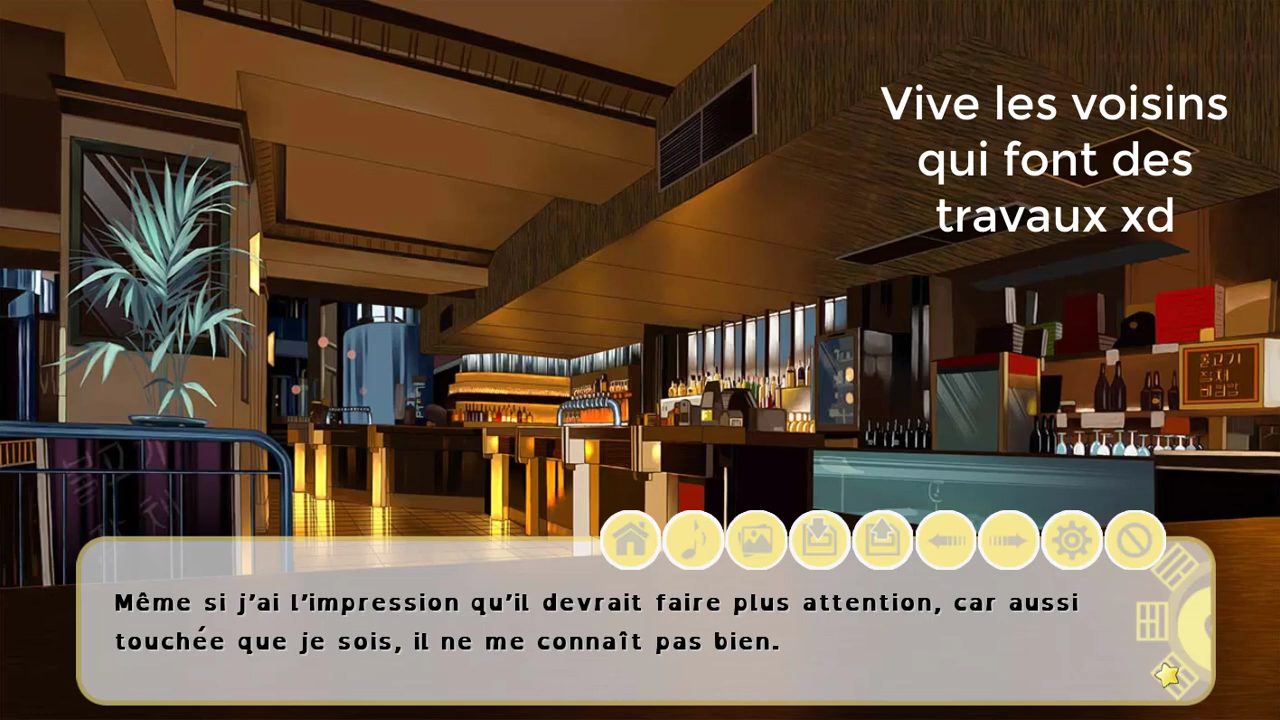 Vive les voisins
qui font des
travaux xd
Même si j'ai l'impression qu'il devrait faire plus attention, car aussi
touchée que je sois, il ne me connaît pas bien.